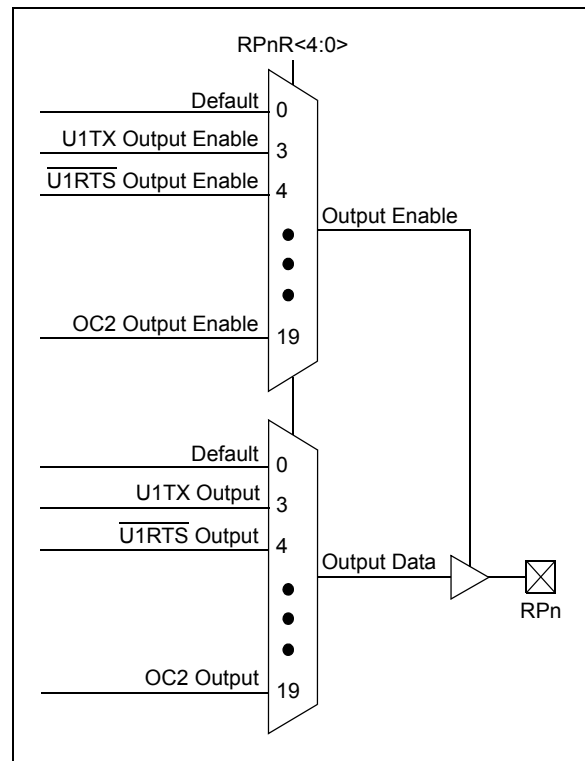 RPnR<4:0>
Default
0
U1TX Output Enable
3
U1RTS Output Enable
4
Output Enable
OC2 Output Enable
19
Default
0
U1TX Output
3
U1RTS Output
4
Output Data
RPn
OC2 Output
19